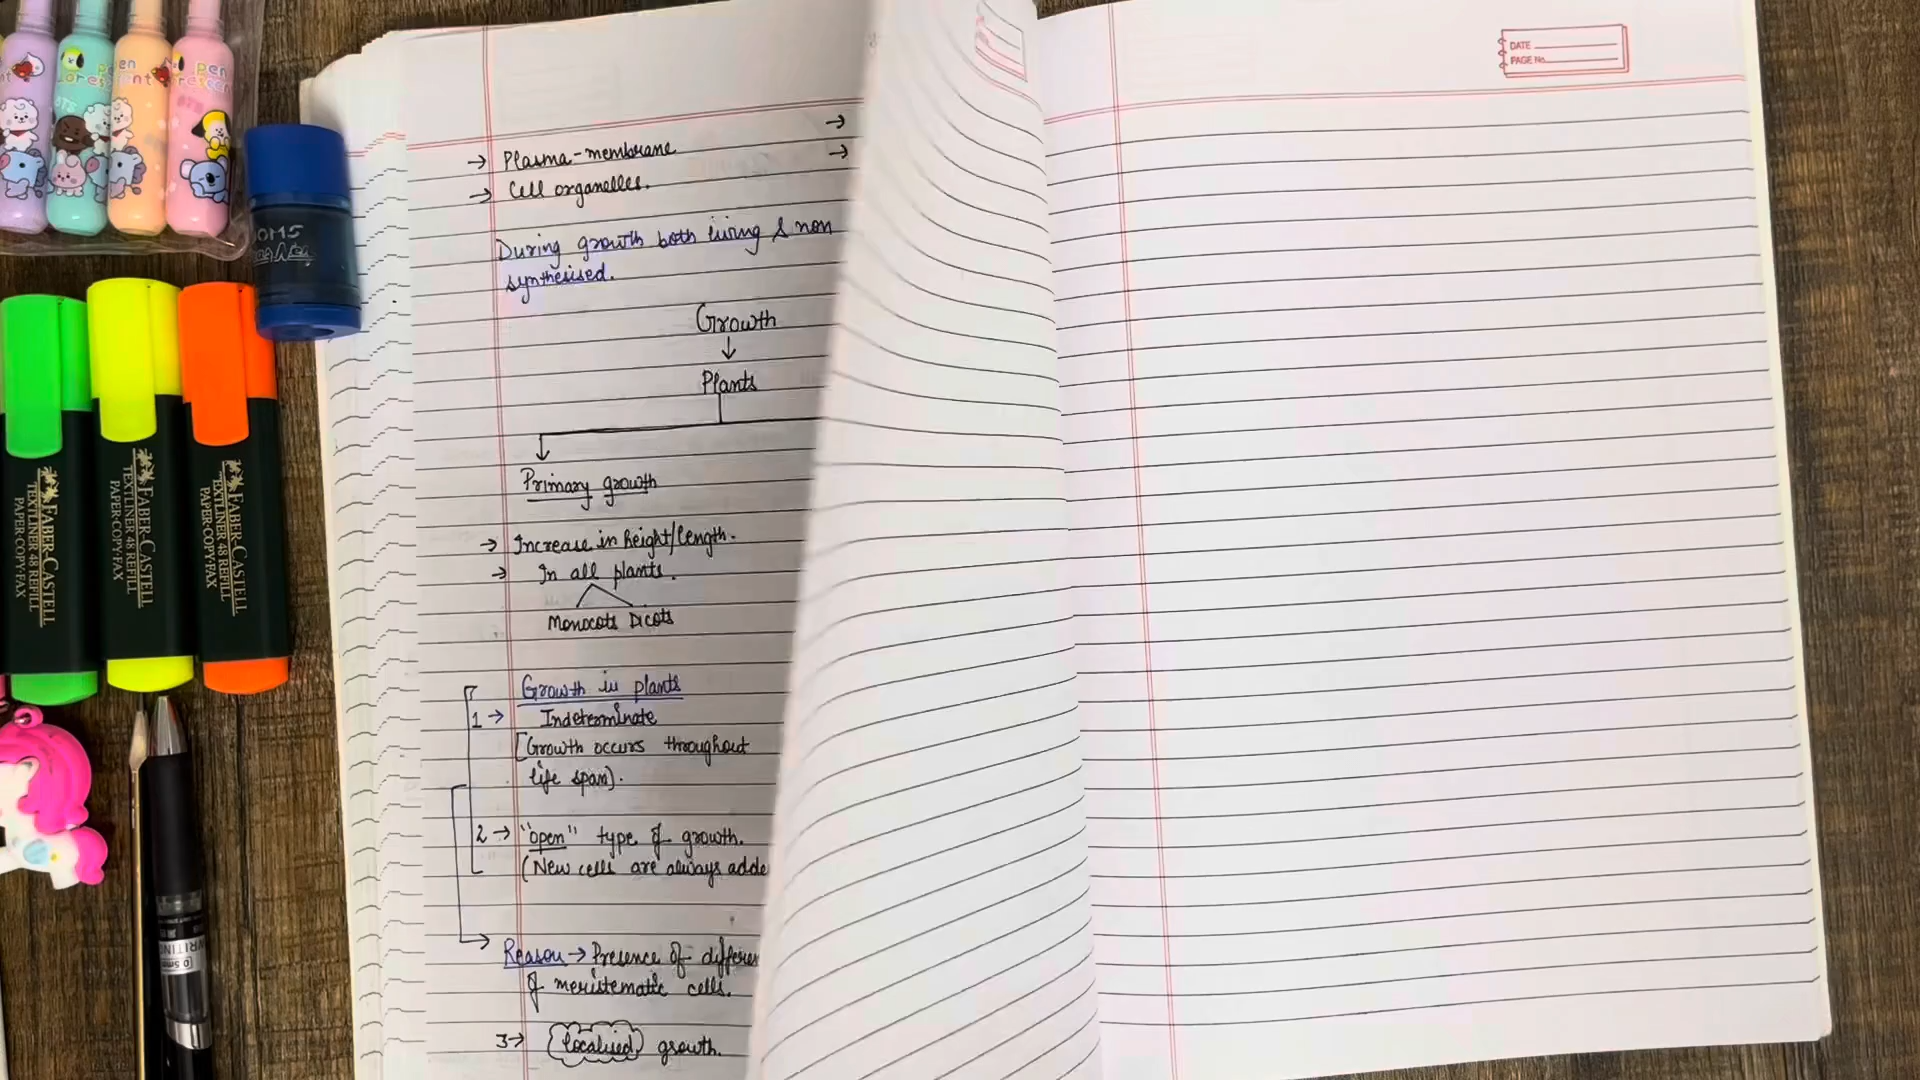 DATE
PAGE No.
→
→ Plasma-membrane →
→ Cell organelles.
During growth both living & non
synthesised.
Growth
↓
Plants
Primary growth
→ Increase in height/length.
→ In all plants.
Monocots Dicots
Growth in plants
1 → Indeterminate
[Growth occurs throughout
life span).
2 → "open" type of growth.
(New cells are always adde
Reason → Presence of differen
of meristematic cells.
3 → localised growth.
FABER-CASTELL
TEXTLINER 48 REFILL
PAPER·COPY·FAX
FABER-CASTELL
TEXTLINER 48 REFILL
PAPER·COPY·FAX
FABER-CASTELL
TEXTLINER 48 REFILL
PAPER·COPY·FAX
DOMS